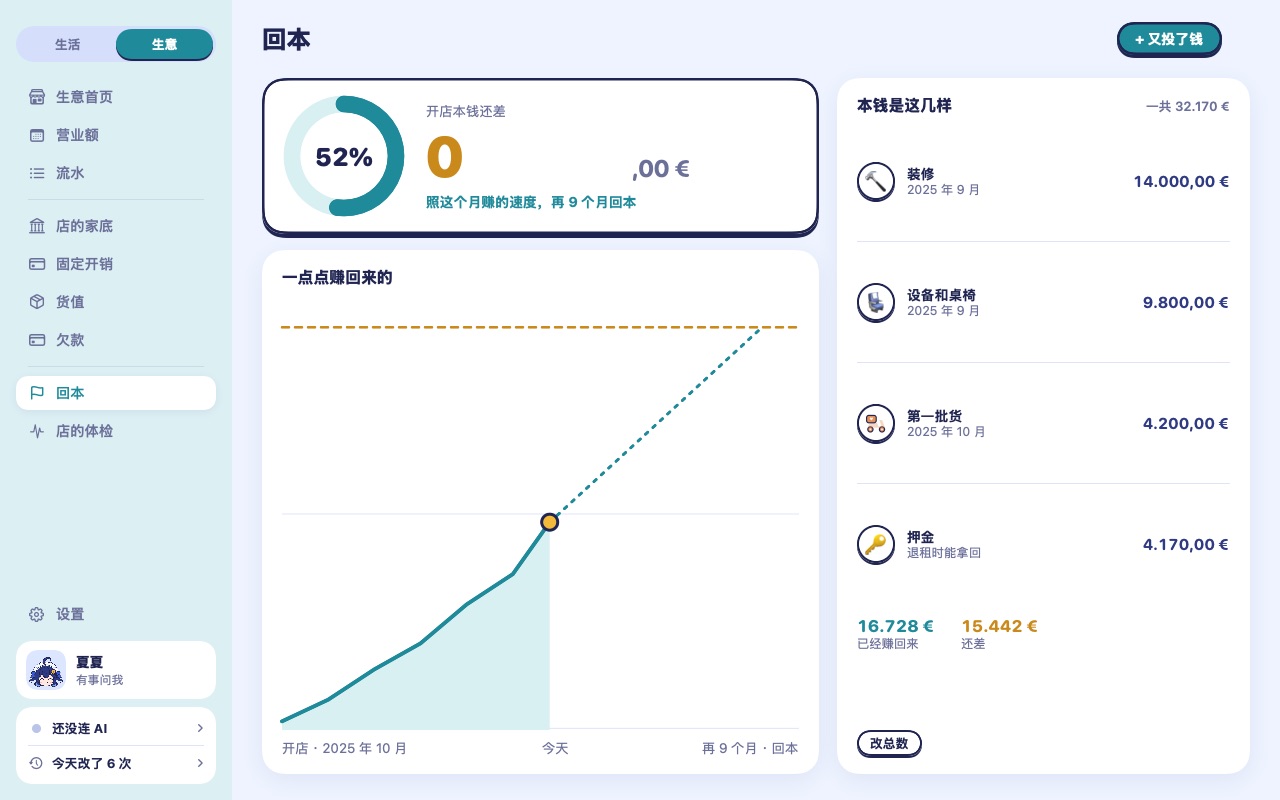 生活
生意
生意首页
营业额
流水
店的家底
固定开销
货值
欠款
回本
店的体检
设置
夏夏
有事问我
还没连 AI
今天改了 6 次
回本
+ 又投了钱
52%
开店本钱还差
0 ,00 €
照这个月赚的速度，再 9 个月回本
一点点赚回来的
开店 · 2025 年 10 月
今天
再 9 个月 · 回本
本钱是这几样
一共 32.170 €
装修
2025 年 9 月
14.000,00 €
设备和桌椅
2025 年 9 月
9.800,00 €
第一批货
2025 年 10 月
4.200,00 €
押金
退租时能拿回
4.170,00 €
16.728 €
已经赚回来
15.442 €
还差
改总数